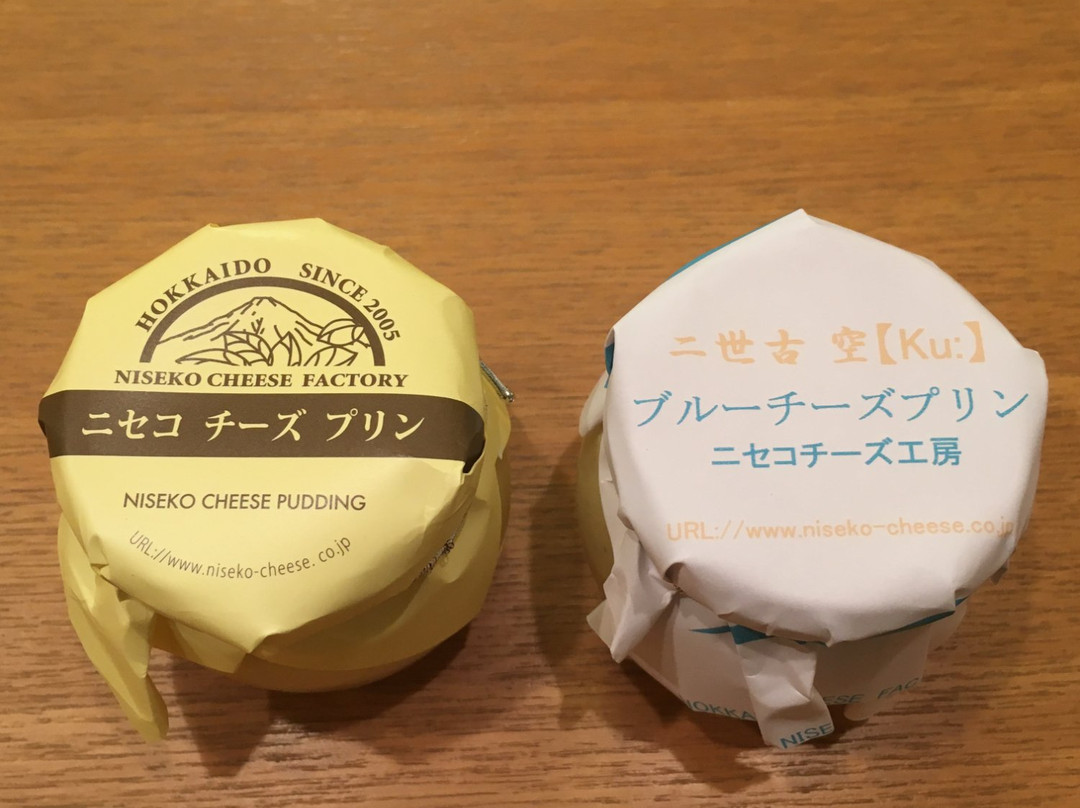 HOKKAIDO SINCE 2005
NISEKO CHEESE FACTORY
ニセコ チーズ プリン
NISEKO CHEESE PUDDING
URL://www.niseko-cheese.co.jp
二世古 空【Ku:】
ブルーチーズプリン
ニセコチーズ工房
URL://www.niseko-cheese.co.jp